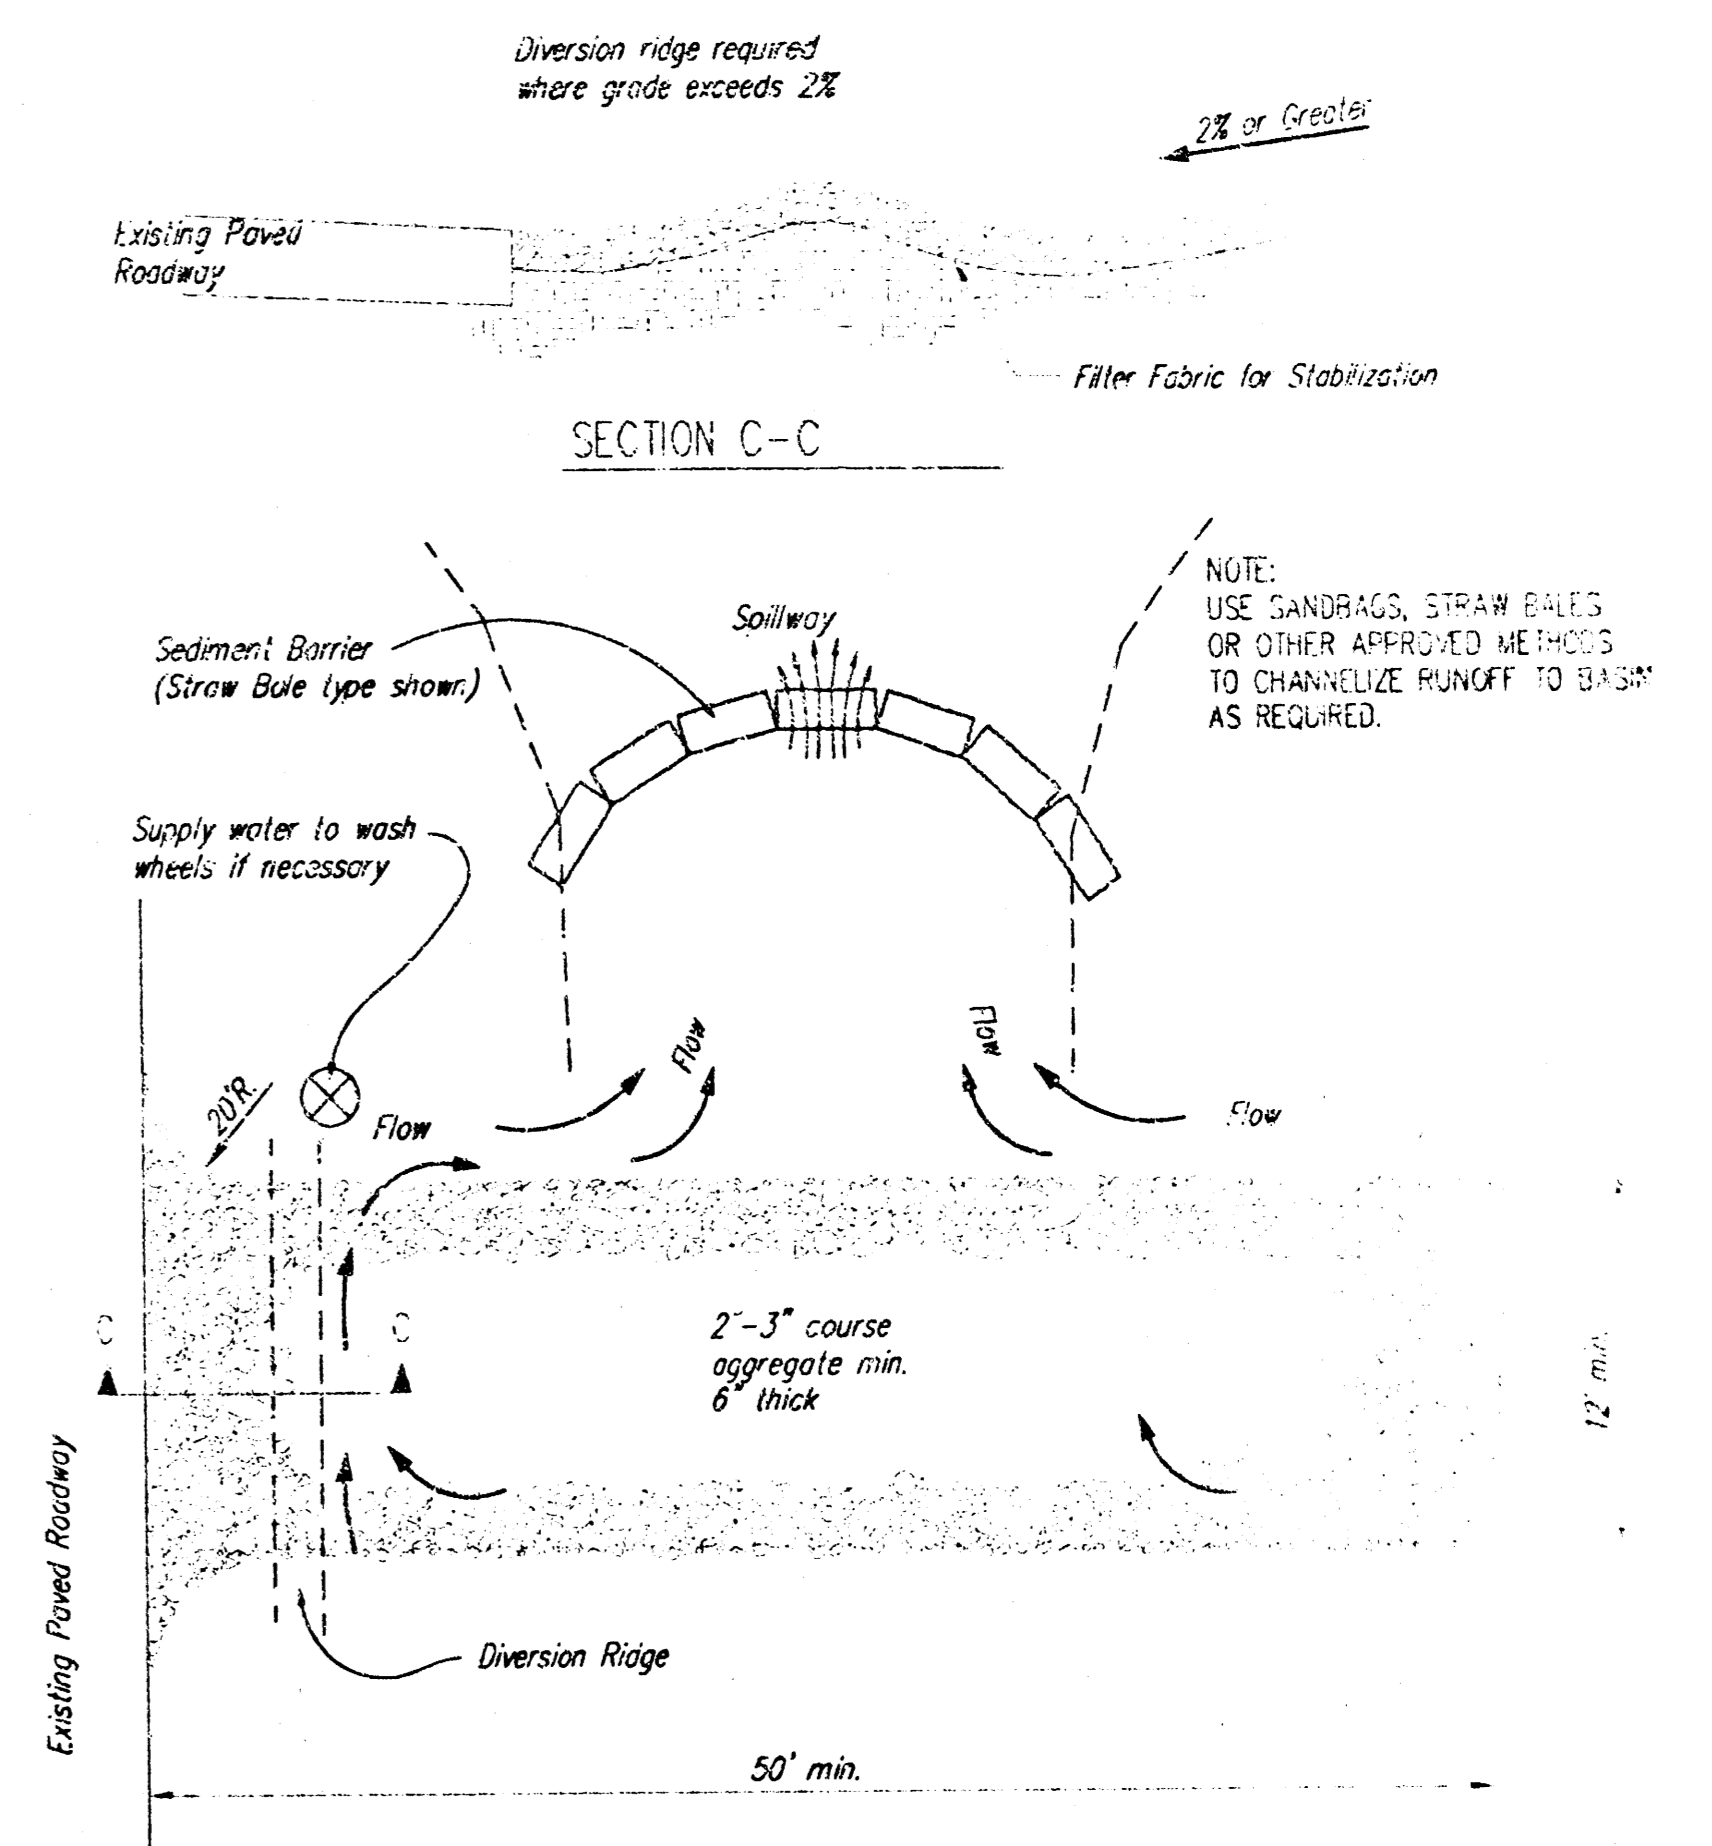 Diversion ridge required
where grade exceeds 2%
2% or Greater
Existing Paved
Roadway
Filter Fabric for Stabilization
SECTION C-C
NOTE:
USE SANDBAGS, STRAW BALES
OR OTHER APPROVED METHODS
TO CHANNELIZE RUNOFF TO BASIN
AS REQUIRED.
Spillway
Sediment Barrier
(Straw Bale type shown)
Supply water to wash
wheels if necessary
Flow
Flow
20'R.
Flow
Flow
C
C
2"-3" course
aggregate min.
6" thick
12' min.
Existing Paved Roadway
Diversion Ridge
50' min.